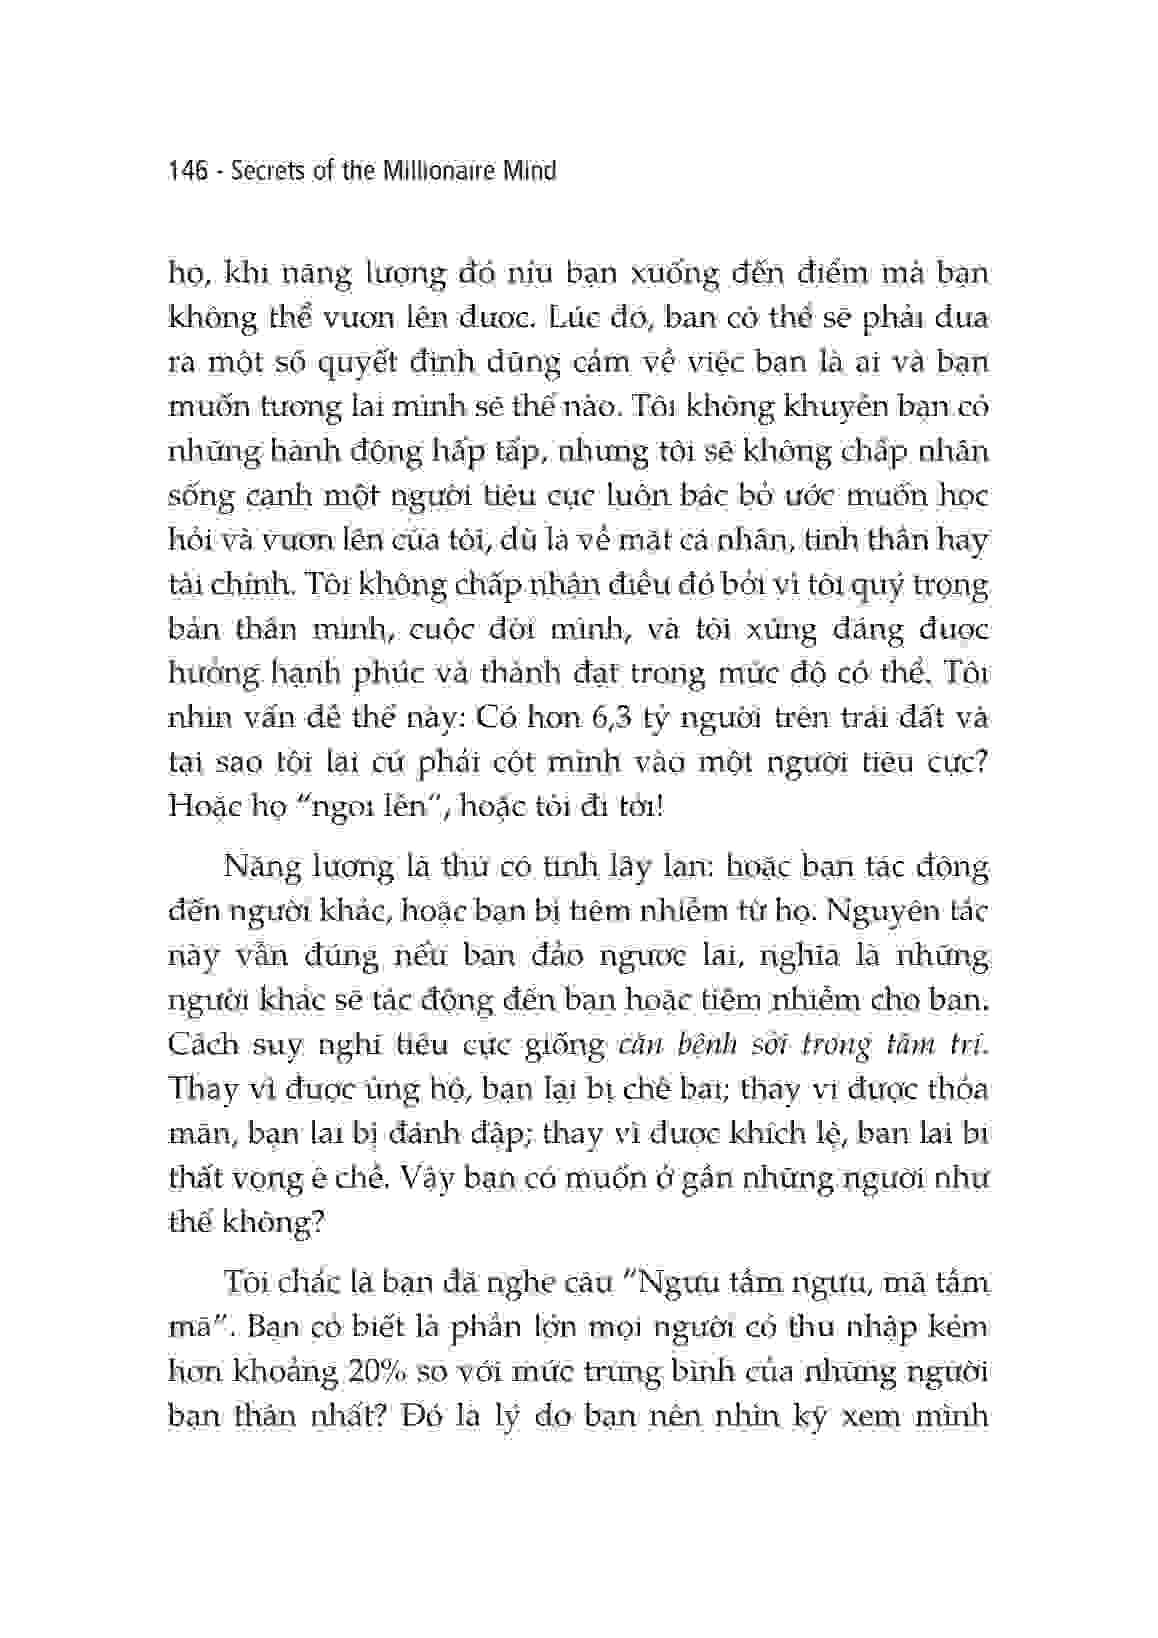 146 - Secrets of the Millionaire Mind
họ, khi năng lượng đó níu bạn xuống đến điểm mà bạn
không thể vươn lên được. Lúc đó, bạn có thể sẽ phải đưa
ra một số quyết định dũng cảm về việc bạn là ai và bạn
muốn tương lai mình sẽ thế nào. Tôi không khuyên bạn có
những hành động hấp tấp, nhưng tôi sẽ không chấp nhận
sống cạnh một người tiêu cực luôn bác bỏ ước muốn học
hỏi và vươn lên của tôi, dù là về mặt cá nhân, tinh thần hay
tài chính. Tôi không chấp nhận điều đó bởi vì tôi quý trọng
bản thân mình, cuộc đời mình, và tôi xứng đáng được
hưởng hạnh phúc và thành đạt trong mức độ có thể. Tôi
nhìn vấn đề thế này: Có hơn 6,3 tỷ người trên trái đất và
tại sao tôi lại cứ phải cột mình vào một người tiêu cực?
Hoặc họ “ngoi lên”, hoặc tôi đi tới!
Năng lượng là thứ có tính lây lan: hoặc bạn tác động
đến người khác, hoặc bạn bị tiêm nhiễm từ họ. Nguyên tắc
này vẫn đúng nếu bạn đảo ngược lại, nghĩa là những
người khác sẽ tác động đến bạn hoặc tiêm nhiễm cho bạn.
Cách suy nghĩ tiêu cực giống căn bệnh sởi trong tâm trí.
Thay vì được ủng hộ, bạn lại bị chê bai; thay vì được thỏa
mãn, bạn lại bị đánh đập; thay vì được khích lệ, bạn lại bị
thất vọng ê chề. Vậy bạn có muốn ở gần những người như
thế không?
Tôi chắc là bạn đã nghe câu “Ngưu tầm ngưu, mã tầm
mã”. Bạn có biết là phần lớn mọi người có thu nhập kém
hơn khoảng 20% so với mức trung bình của những người
bạn thân nhất? Đó là lý do bạn nên nhìn kỹ xem mình